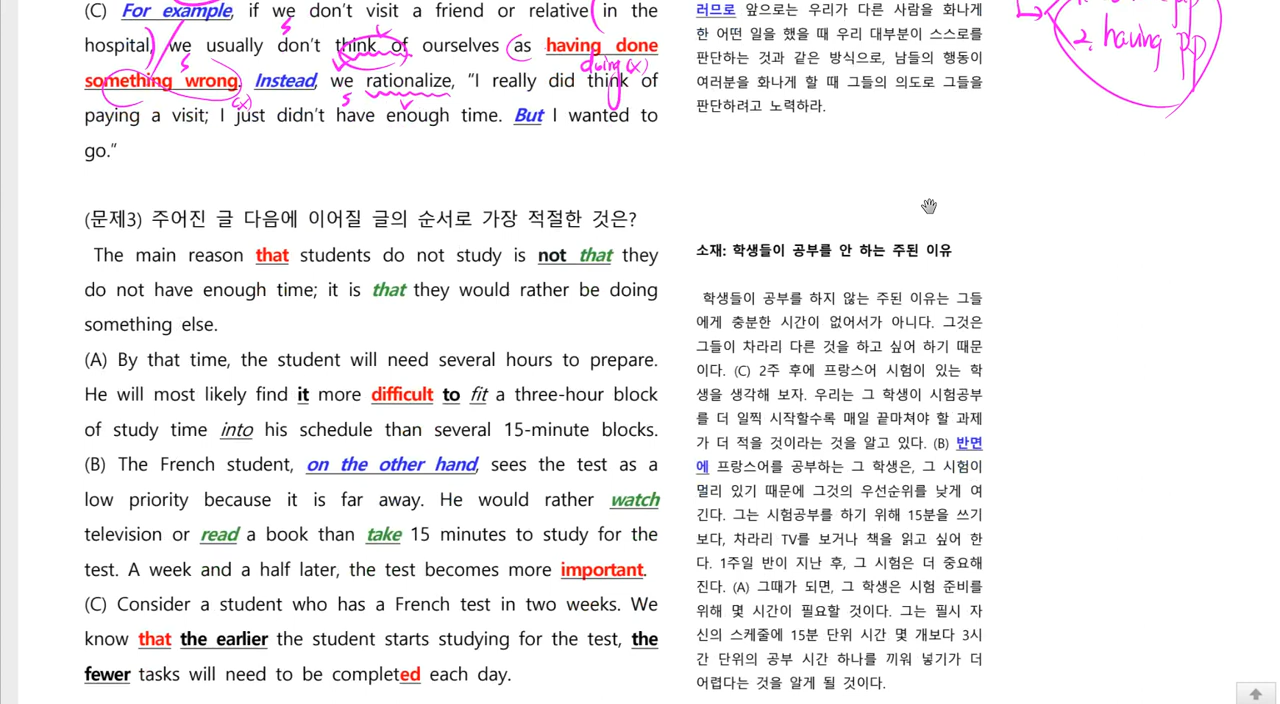 (C) For example, if we don't visit a friend or relative in the
hospital, we usually don't think of ourselves as having done
something wrong. Instead, we rationalize, "I really did think of
paying a visit; I just didn't have enough time. But I wanted to
go."
s
doing (x)
s
(x)
s
v
(문제3) 주어진 글 다음에 이어질 글의 순서로 가장 적절한 것은?
The main reason that students do not study is not that they
do not have enough time; it is that they would rather be doing
something else.
(A) By that time, the student will need several hours to prepare.
He will most likely find it more difficult to fit a three-hour block
of study time into his schedule than several 15-minute blocks.
(B) The French student, on the other hand, sees the test as a
low priority because it is far away. He would rather watch
television or read a book than take 15 minutes to study for the
test. A week and a half later, the test becomes more important.
(C) Consider a student who has a French test in two weeks. We
know that the earlier the student starts studying for the test, the
fewer tasks will need to be completed each day.
러므로 앞으로는 우리가 다른 사람을 화나게
한 어떤 일을 했을 때 우리 대부분이 스스로를
판단하는 것과 같은 방식으로, 남들의 행동이
여러분을 화나게 할 때 그들의 의도로 그들을
판단하려고 노력하라.
소재: 학생들이 공부를 안 하는 주된 이유
학생들이 공부를 하지 않는 주된 이유는 그들
에게 충분한 시간이 없어서가 아니다. 그것은
그들이 차라리 다른 것을 하고 싶어 하기 때문
이다. (C) 2주 후에 프랑스어 시험이 있는 학
생을 생각해 보자. 우리는 그 학생이 시험공부
를 더 일찍 시작할수록 매일 끝마쳐야 할 과제
가 더 적을 것이라는 것을 알고 있다. (B) 반면
에 프랑스어를 공부하는 그 학생은, 그 시험이
멀리 있기 때문에 그것의 우선순위를 낮게 여
긴다. 그는 시험공부를 하기 위해 15분을 쓰기
보다, 차라리 TV를 보거나 책을 읽고 싶어 한
다. 1주일 반이 지난 후, 그 시험은 더 중요해
진다. (A) 그때가 되면, 그 학생은 시험 준비를
위해 몇 시간이 필요할 것이다. 그는 필시 자
신의 스케줄에 15분 단위 시간 몇 개보다 3시
간 단위의 공부 시간 하나를 끼워 넣기가 더
어렵다는 것을 알게 될 것이다.
2. having pp